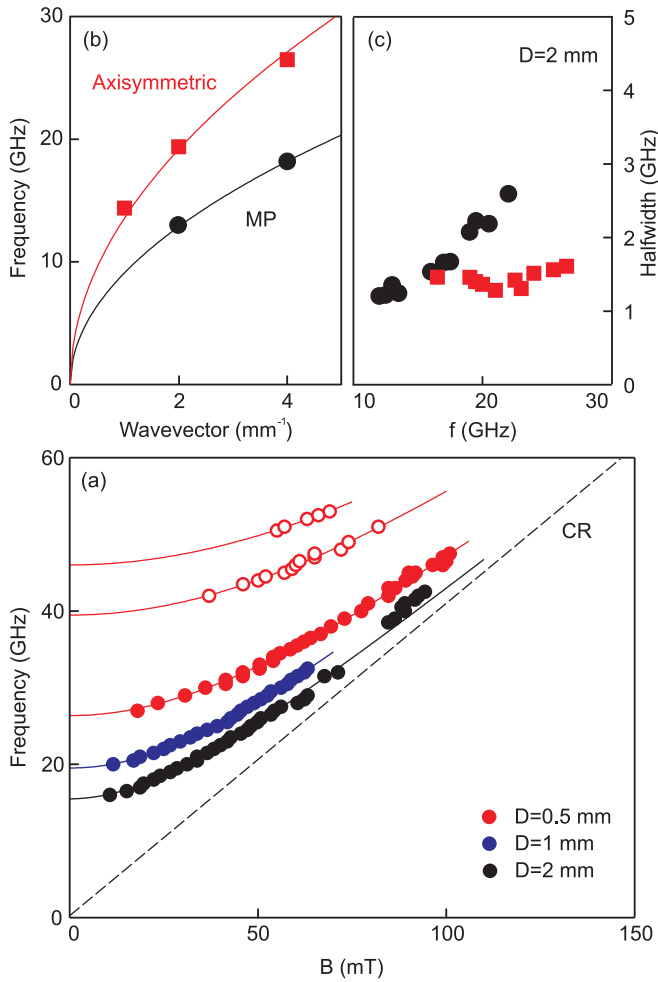 30
20
10
0
Frequency (GHz)
(b)
Axisymmetric
MP
0
2
4
Wavevector (mm⁻¹)
(c)
D=2 mm
5
4
3
2
1
0
Halfwidth (GHz)
10
20
30
f (GHz)
60
40
20
0
Frequency (GHz)
(a)
CR
D=0.5 mm
D=1 mm
D=2 mm
0
50
100
150
B (mT)